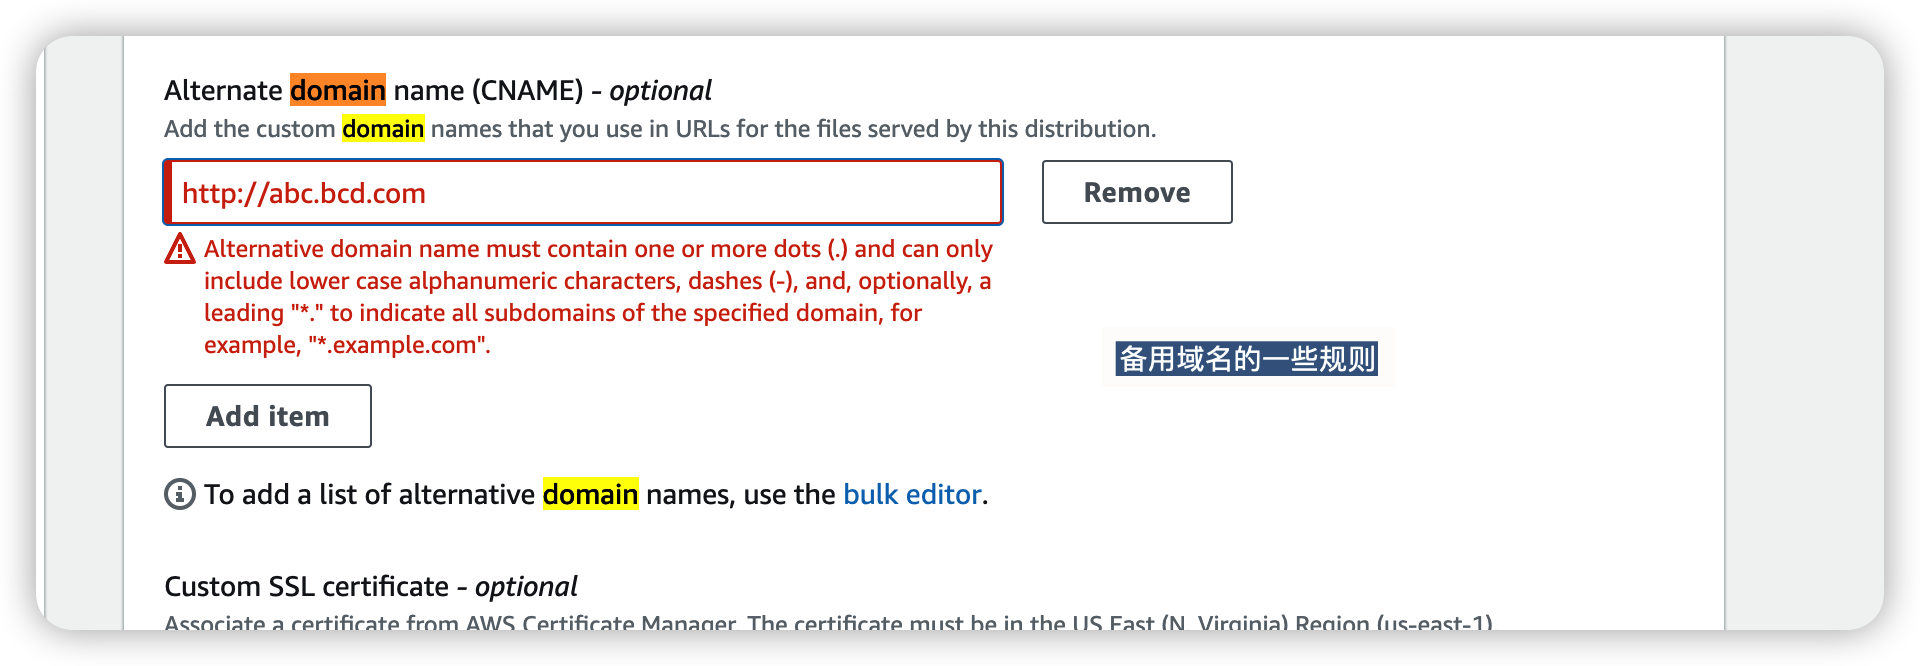 Alternate domain name (CNAME) - optional
Add the custom domain names that you use in URLs for the files served by this distribution.
http://abc.bcd.com
Remove
Alternative domain name must contain one or more dots (.) and can only
include lower case alphanumeric characters, dashes (-), and, optionally, a
leading "*." to indicate all subdomains of the specified domain, for
example, "*.example.com".
备用域名的一些规则
Add item
To add a list of alternative domain names, use the bulk editor.
Custom SSL certificate - optional
Associate a certificate from AWS Certificate Manager. The certificate must be in the US East (N. Virginia) Region (us-east-1)